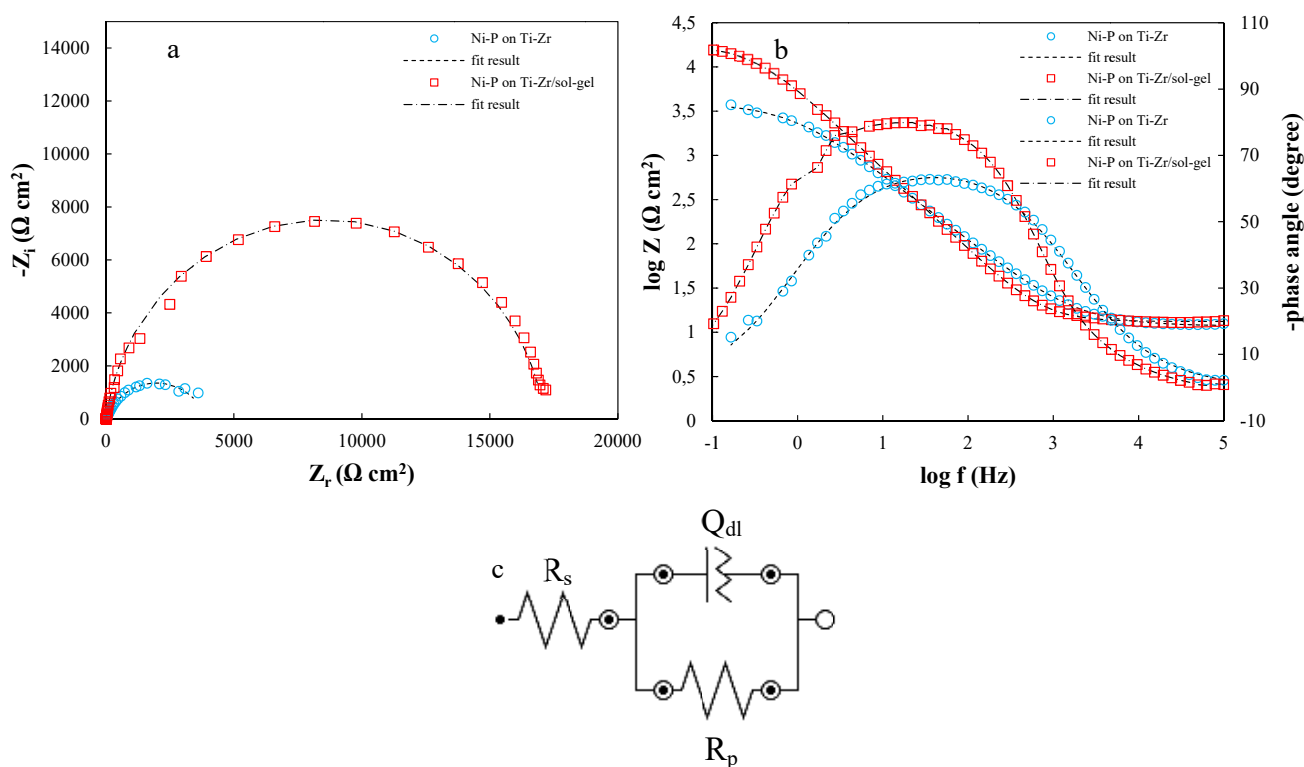 a
14000
12000
10000
8000
6000
4000
2000
0
-Zᵢ (Ω cm²)
0
5000
10000
15000
20000
Zᵣ (Ω cm²)
Ni-P on Ti-Zr
fit result
Ni-P on Ti-Zr/sol-gel
fit result
b
4,5
4
3,5
3
2,5
2
1,5
1
0,5
0
log Z (Ω cm²)
-1
0
1
2
3
4
5
log f (Hz)
110
90
70
50
30
10
-10
-phase angle (degree)
Ni-P on Ti-Zr
fit result
Ni-P on Ti-Zr/sol-gel
fit result
Ni-P on Ti-Zr
fit result
Ni-P on Ti-Zr/sol-gel
fit result
c
Rs
Qdl
Rp